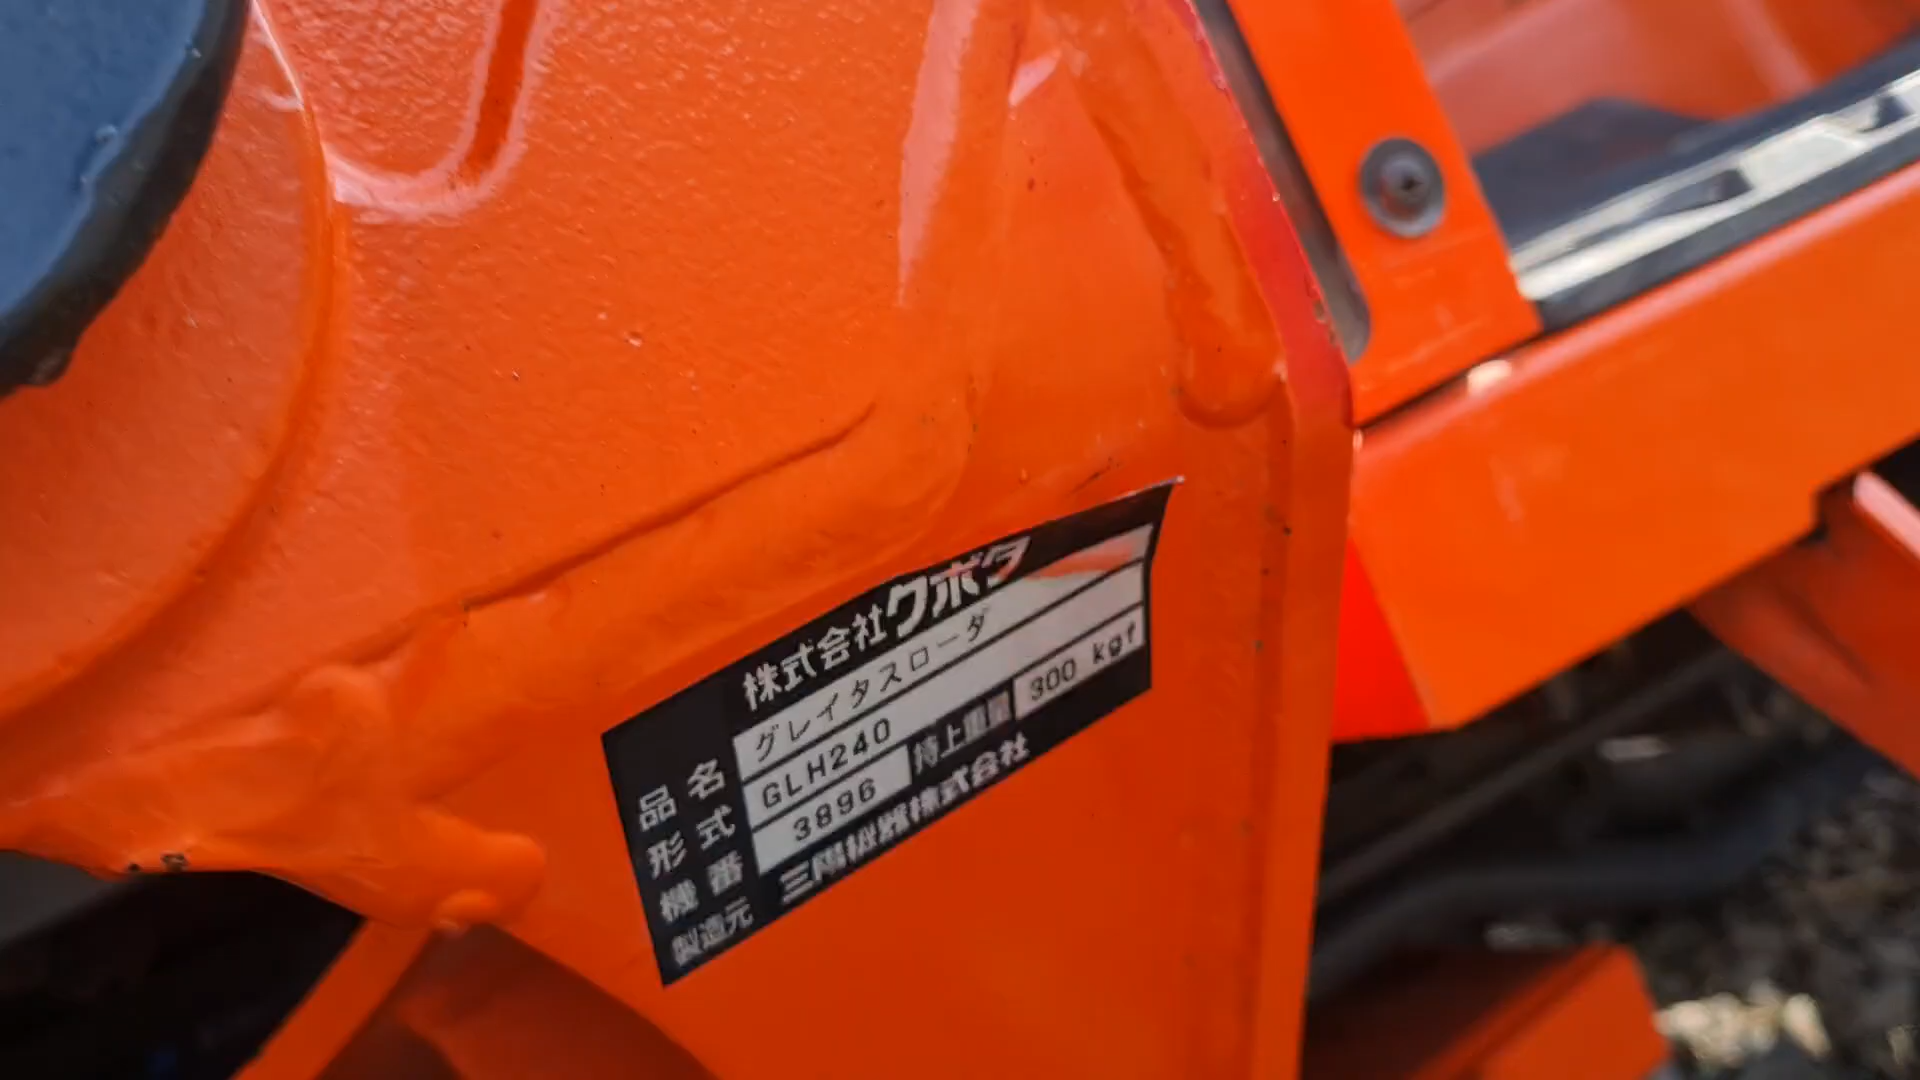 株式会社クボタ
品名 グレイタスローダ
形式 GLH240
機番 3896 持上重量 300 kgf
製造元 三陽機器株式会社